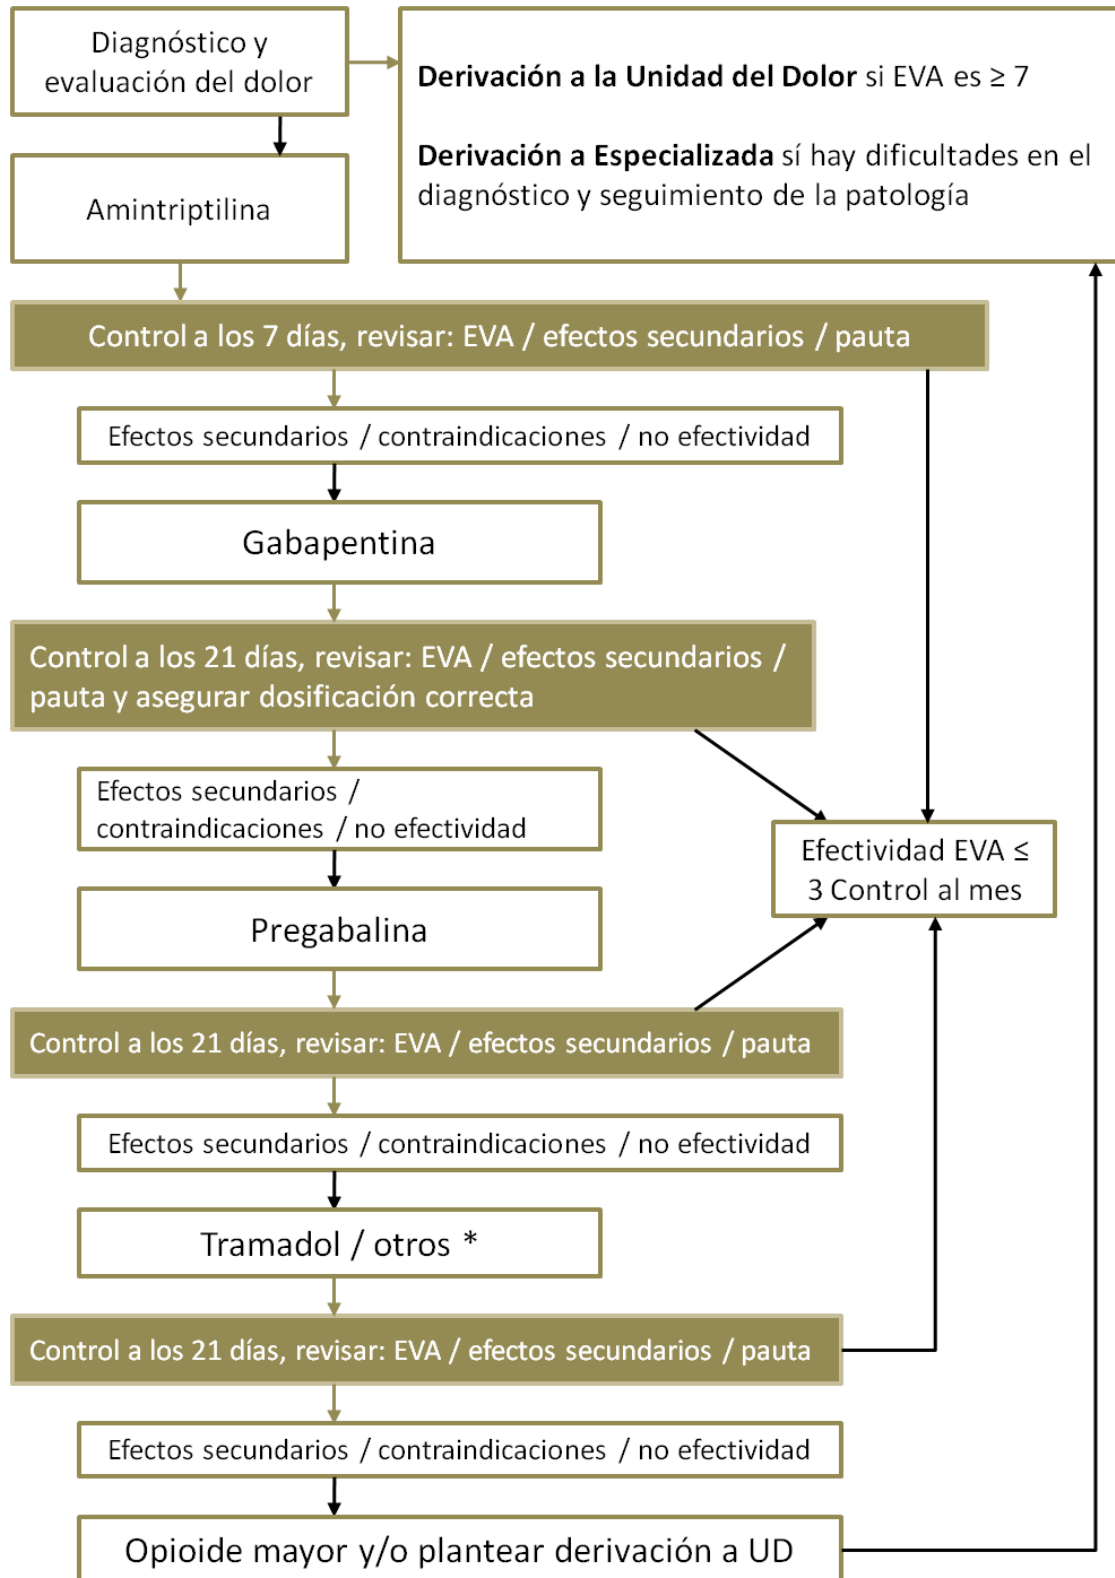 Diagnóstico y
evaluación del dolor
Derivación a la Unidad del Dolor si EVA es ≥ 7
Derivación a Especializada sí hay dificultades en el
diagnóstico y seguimiento de la patología
Amintriptilina
Control a los 7 días, revisar: EVA / efectos secundarios / pauta
Efectos secundarios / contraindicaciones / no efectividad
Gabapentina
Control a los 21 días, revisar: EVA / efectos secundarios /
pauta y asegurar dosificación correcta
Efectos secundarios /
contraindicaciones / no efectividad
Efectividad EVA ≤
3 Control al mes
Pregabalina
Control a los 21 días, revisar: EVA / efectos secundarios / pauta
Efectos secundarios / contraindicaciones / no efectividad
Tramadol / otros *
Control a los 21 días, revisar: EVA / efectos secundarios / pauta
Efectos secundarios / contraindicaciones / no efectividad
Opioide mayor y/o plantear derivación a UD